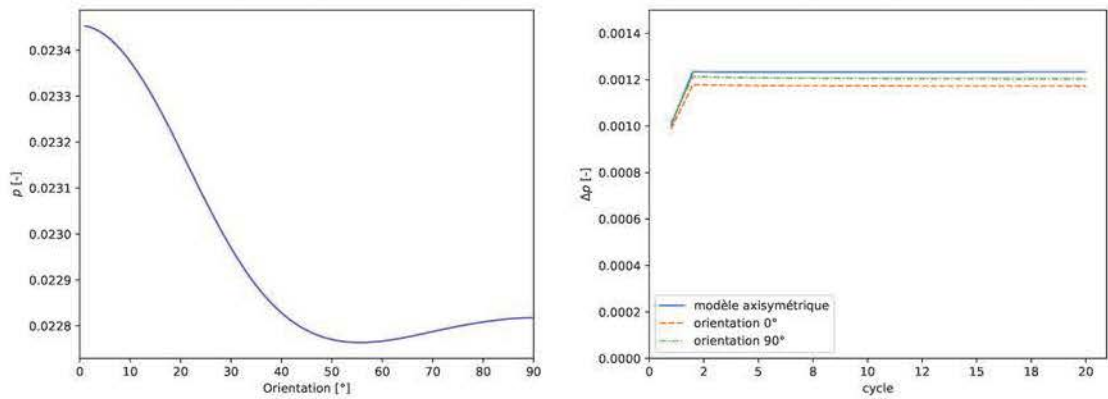 0.0234
0.0233
0.0232
0.0231
0.0230
0.0229
0.0228
p [-]
0 10 20 30 40 50 60 70 80 90
Orientation [°]
0.0014
0.0012
0.0010
0.0008
0.0006
0.0004
0.0002
0.0000
Δp [-]
modèle axisymétrique
orientation 0°
orientation 90°
0 2 5 8 10 12 15 18 20
cycle